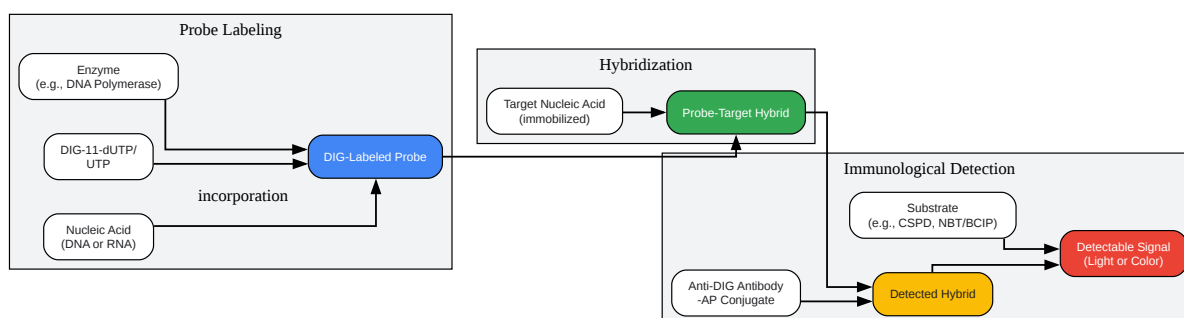 Probe Labeling
Enzyme
(e.g., DNA Polymerase)
DIG-11-dUTP/
UTP
DIG-Labeled Probe
incorporation
Nucleic Acid
(DNA or RNA)
Hybridization
Target Nucleic Acid
(immobilized)
Probe-Target Hybrid
Immunological Detection
Substrate
(e.g., CSPD, NBT/BCIP)
Detectable Signal
(Light or Color)
Anti-DIG Antibody
-AP Conjugate
Detected Hybrid